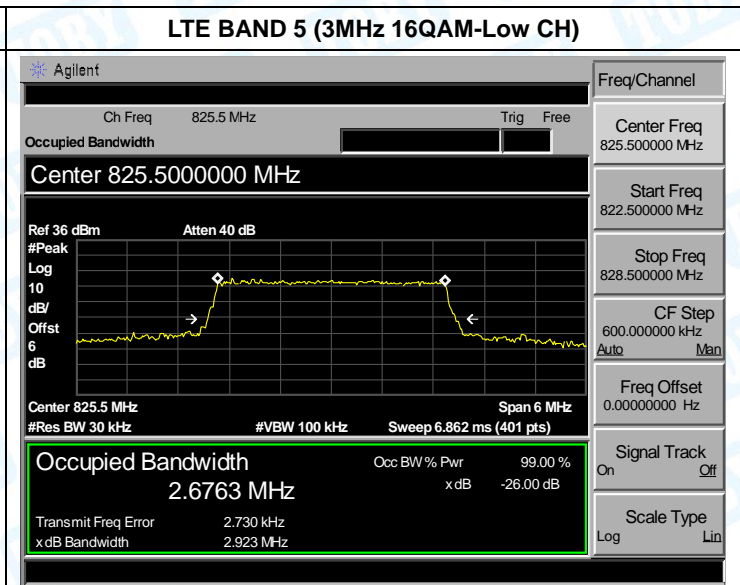 LTE BAND 5 (3MHz 16QAM-Low CH)
Agilent
Freq/Channel
Ch Freq 825.5 MHz Trig Free
Occupied Bandwidth
Center 825.5000000 MHz
Ref 36 dBm Atten 40 dB
#Peak
Log
10
dB/
Offst
6
dB
Center 825.5 MHz Span 6 MHz
#Res BW 30 kHz #VBW 100 kHz Sweep 6.862 ms (401 pts)
Occupied Bandwidth Occ BW % Pwr 99.00 %
2.6763 MHz x dB -26.00 dB
Transmit Freq Error 2.730 kHz
x dB Bandwidth 2.923 MHz
Center Freq
825.500000 MHz
Start Freq
822.500000 MHz
Stop Freq
828.500000 MHz
CF Step
600.000000 kHz
Auto Man
Freq Offset
0.00000000 Hz
Signal Track
On Off
Scale Type
Log Lin